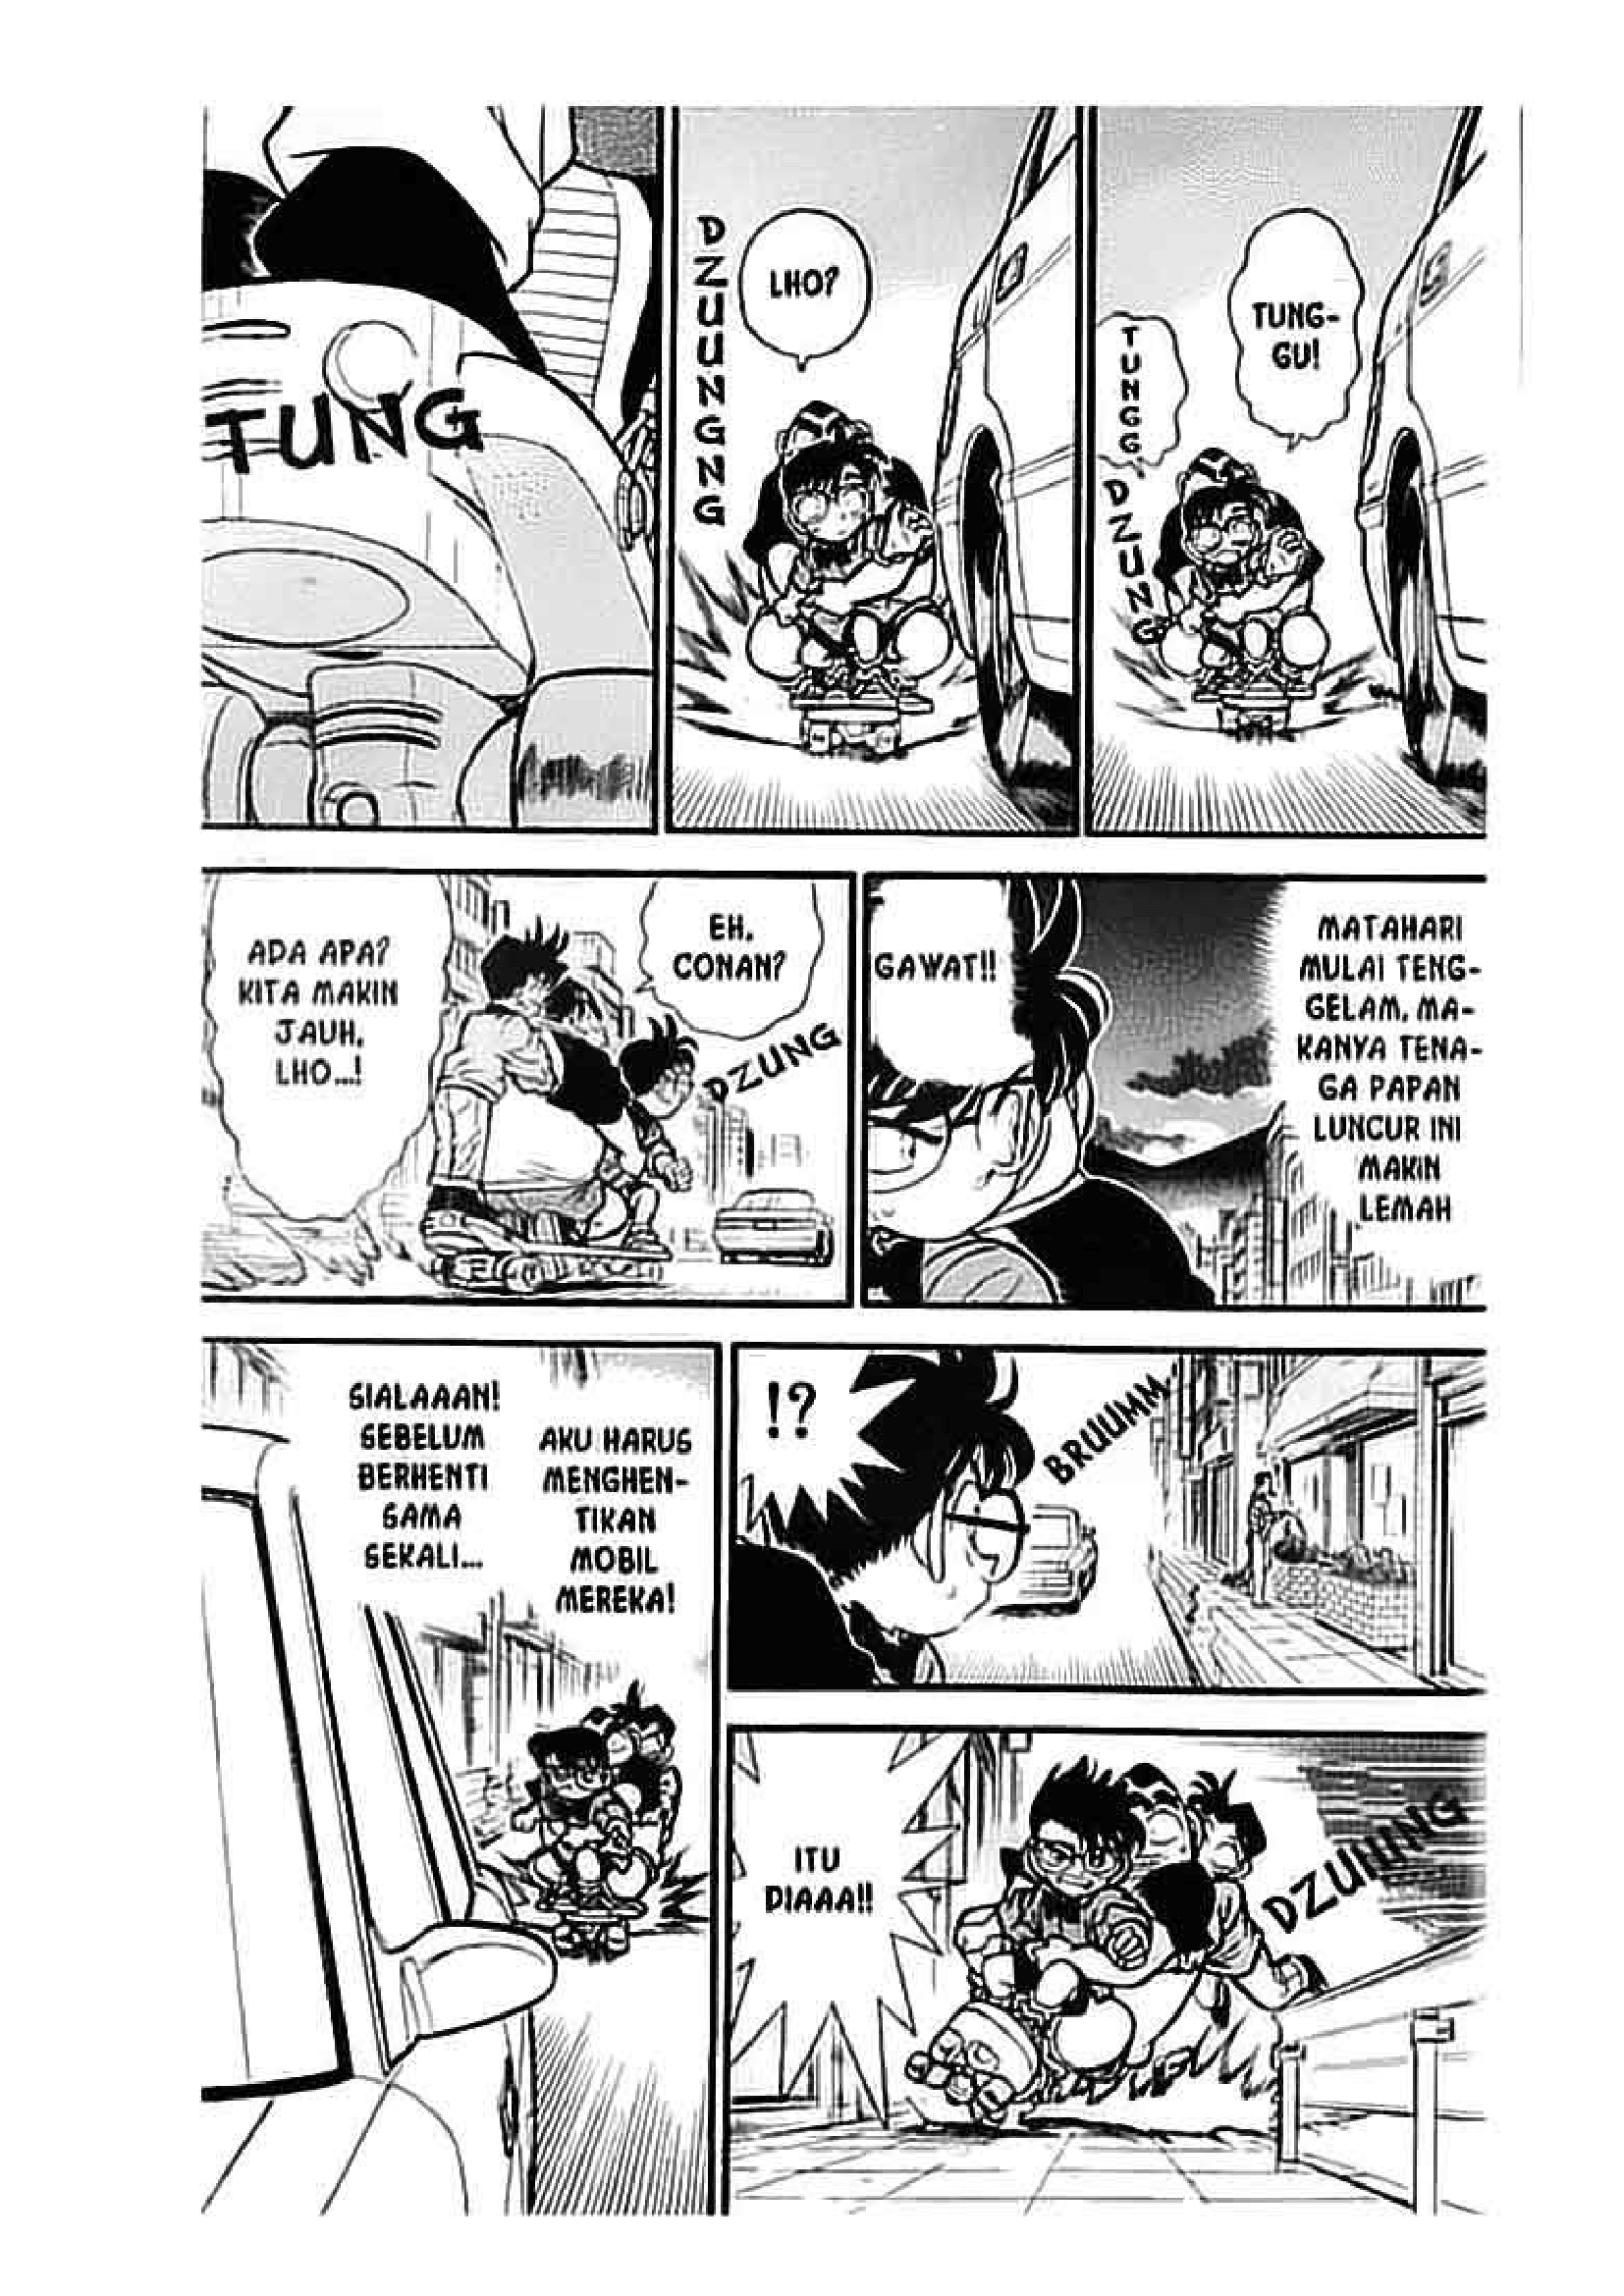 TUNG-
GU!
TUNGG
DZUNG
LHO?
DZUUNGNG
TUNG
MATAHARI
MULAI TENG-
GELAM, MA-
KANYA TENA-
GA PAPAN
LUNCUR INI
MAKIN
LEMAH
GAWAT!!
EH,
CONAN?
DZUNG
ADA APA?
KITA MAKIN
JAUH,
LHO...!
BRUUMM
!?
AKU HARUS
MENGHEN-
TIKAN
MOBIL
MEREKA!
SIALAAAN!
SEBELUM
BERHENTI
SAMA
SEKALI...
DZUNNNG
ITU
DIAAA!!